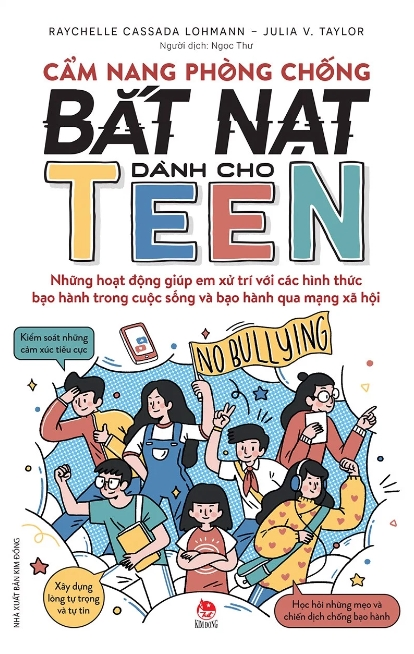 RAYCHELLE CASSADA LOHMANN – JULIA V. TAYLOR
Người dịch: Ngọc Thư
CẨM NANG PHÒNG CHỐNG
BẮT NẠT
DÀNH CHO
TEEN
Những hoạt động giúp em xử trí với các hình thức
bạo hành trong cuộc sống và bạo hành qua mạng xã hội
Kiểm soát những
cảm xúc tiêu cực
NO BULLYING
Xây dựng
lòng tự trọng
và tự tin
Học hỏi những mẹo và
chiến dịch chống bạo hành
KIM ĐỒNG
NHÀ XUẤT BẢN KIM ĐỒNG